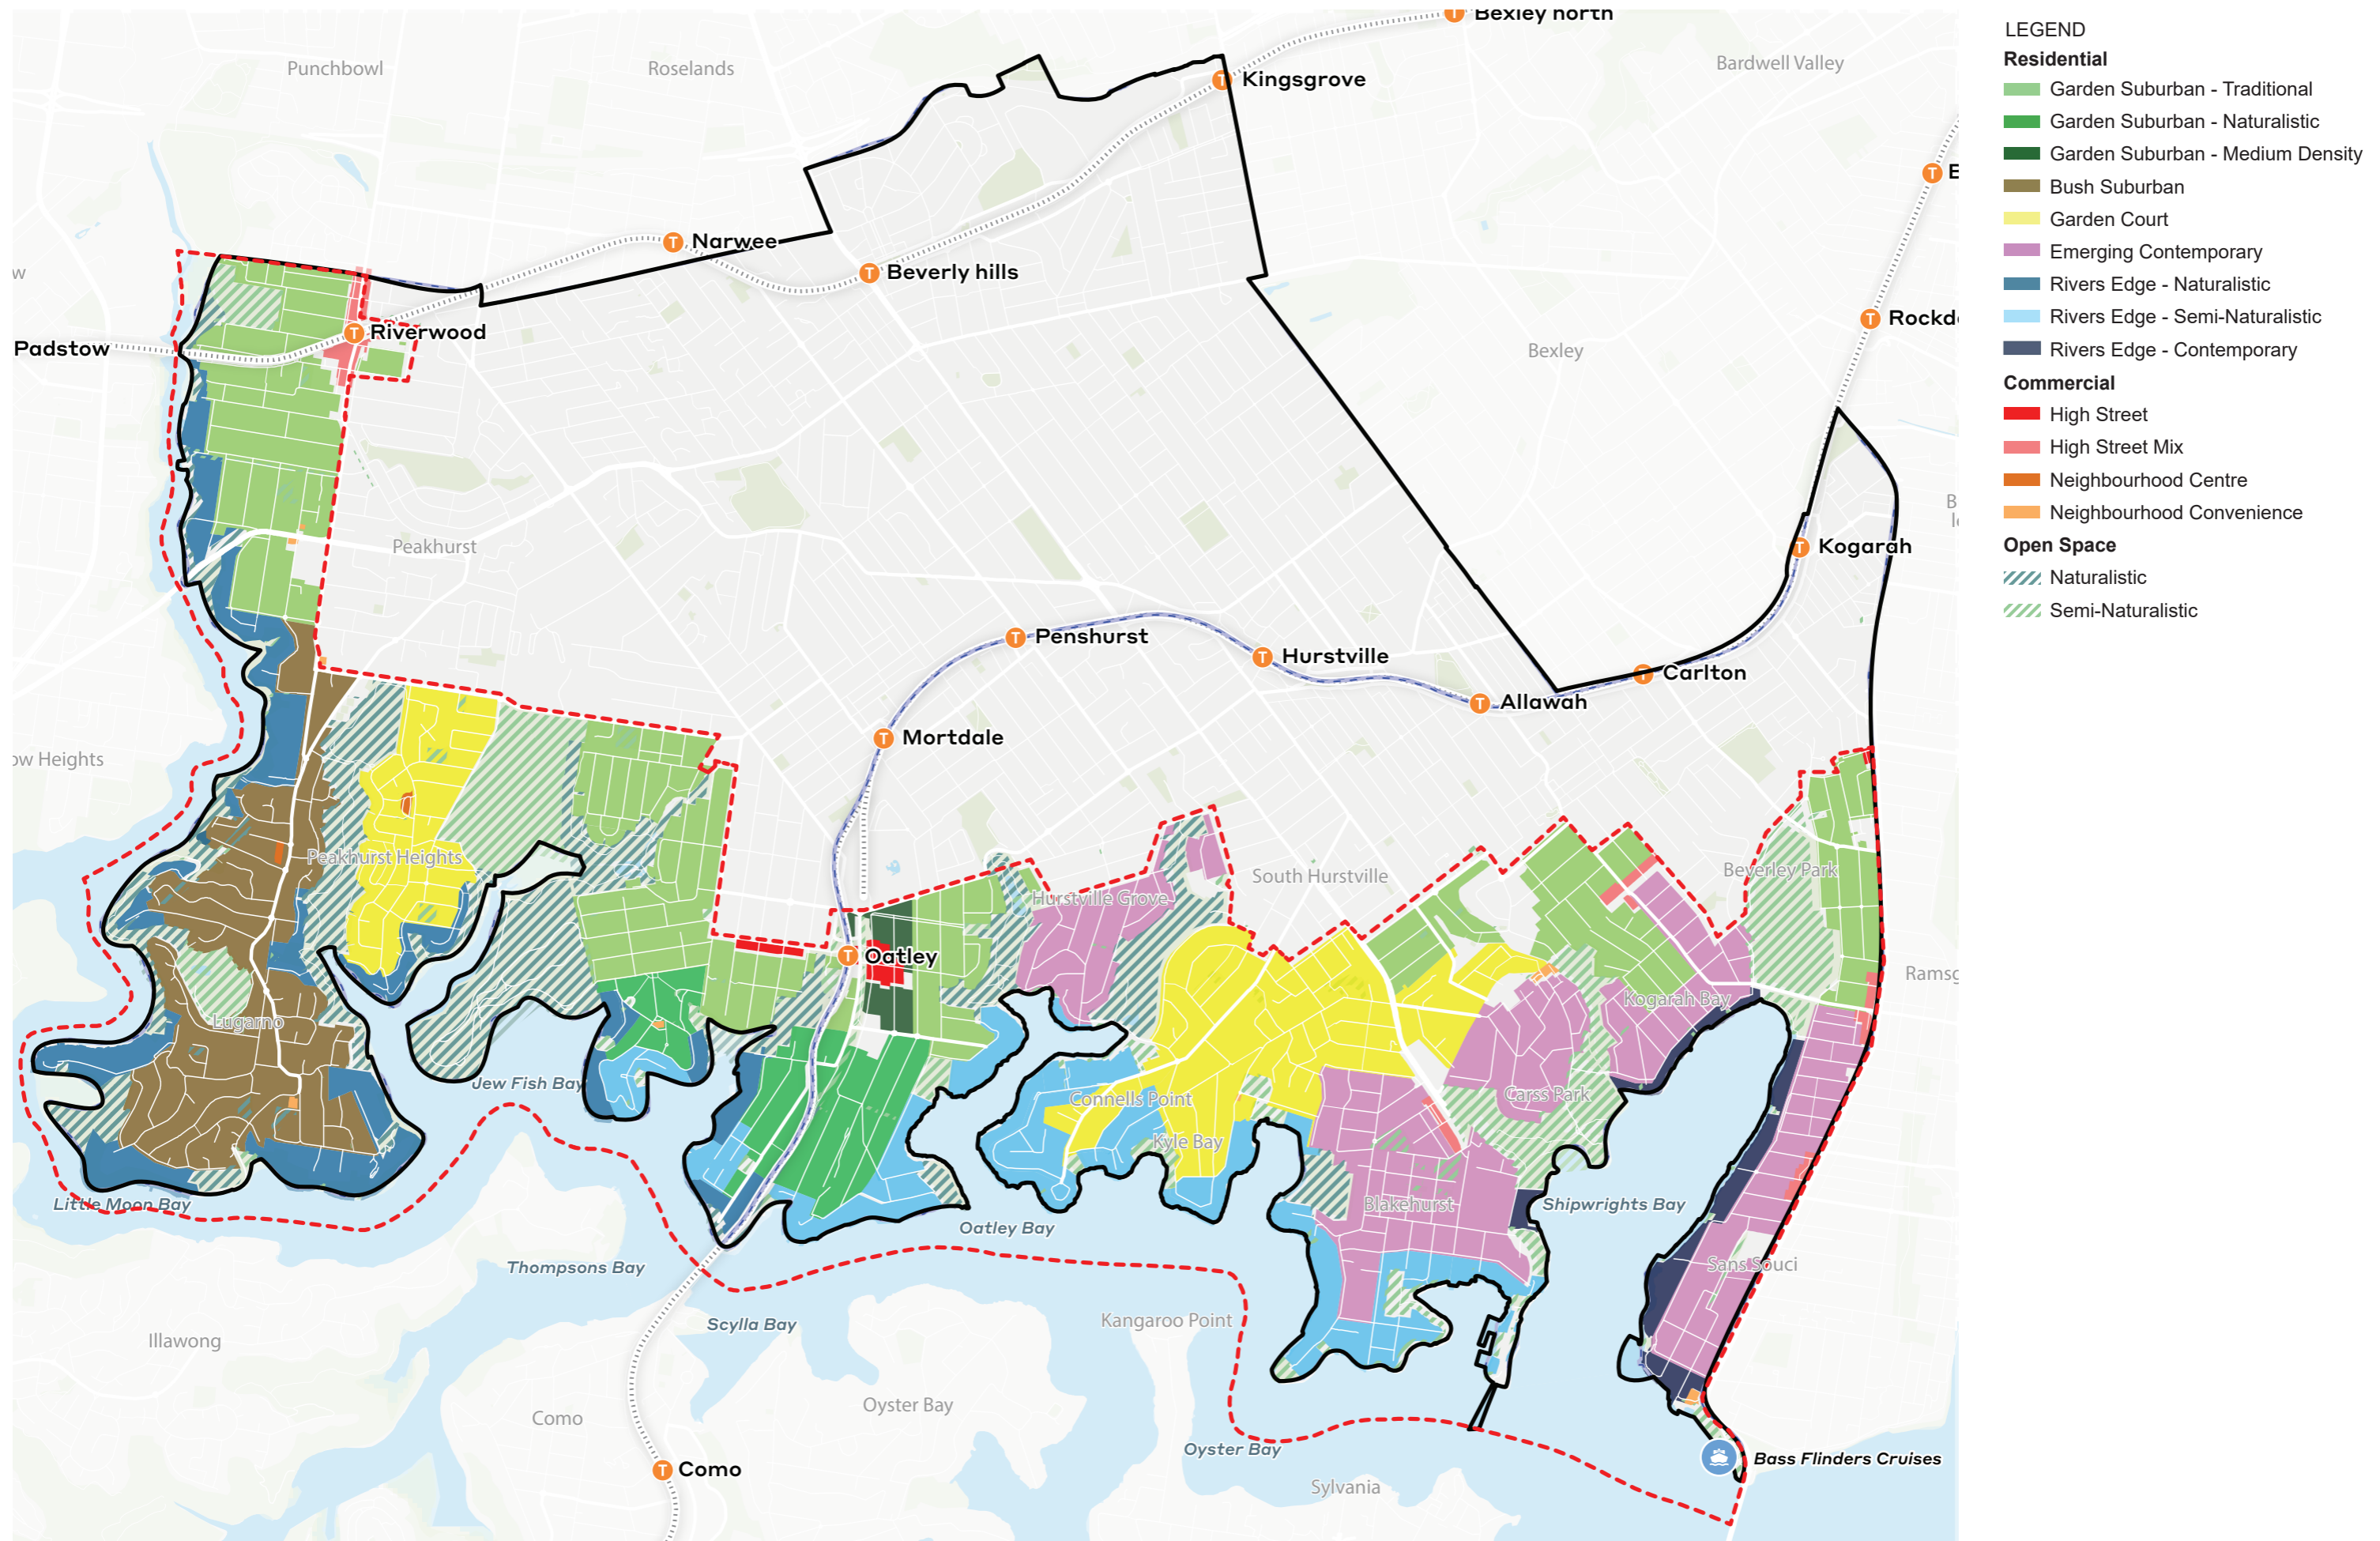 Bexley north
LEGEND
Punchbowl
Roselands
Bardwell Valley
Residential
Kingsgrove
Garden Suburban - Traditional
Garden Suburban - Naturalistic
Garden Suburban - Medium Density
Bush Suburban
Garden Court
Narwee
Emerging Contemporary
Beverly hills
Rivers Edge - Naturalistic
Rivers Edge - Semi-Naturalistic
Riverwood
Padstow
Bexley
Rivers Edge - Contemporary
Commercial
High Street
High Street Mix
Neighbourhood Centre
Neighbourhood Convenience
Peakhurst
Kogarah
Open Space
Naturalistic
Semi-Naturalistic
Penshurst
Hurstville
Carlton
Allawah
Mortdale
ow Heights
Peakhurst Heights
South Hurstville
Beverley Park
Hurstville Grove
Oatley
Kogarah Bay
Lugarno
Jew Fish Bay
Connells Point
Carss Park
Kyle Bay
Little Moon Bay
Blakehurst
Shipwrights Bay
Oatley Bay
Thompsons Bay
Sans Souci
Scylla Bay
Kangaroo Point
Illawong
Como
Oyster Bay
Oyster Bay
Como
Bass Flinders Cruises
Sylvania